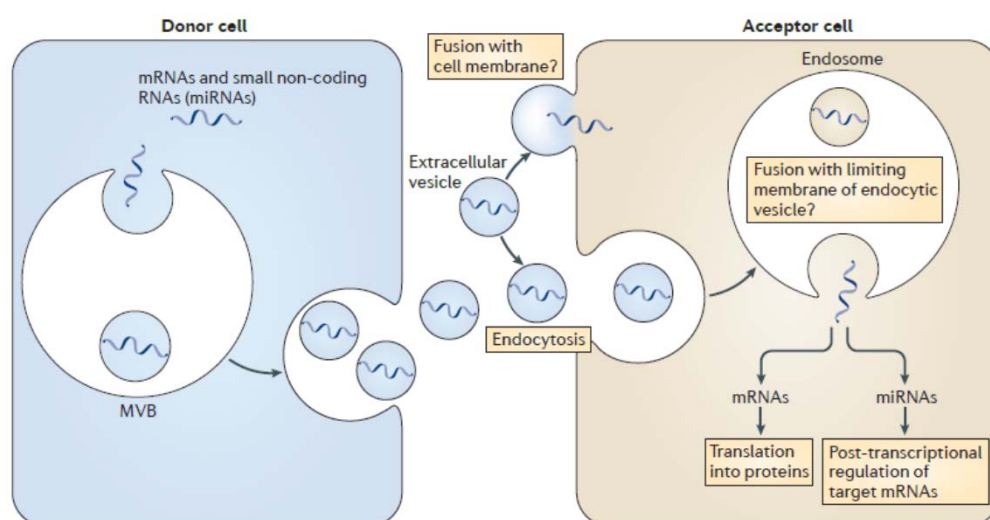 Donor cell
Acceptor cell
mRNAs and small non-coding
RNAs (miRNAs)
MVB
Fusion with
cell membrane?
Extracellular
vesicle
Endocytosis
Endosome
Fusion with limiting
membrane of endocytic
vesicle?
mRNAs
miRNAs
Translation
into proteins
Post-transcriptional
regulation of
target mRNAs